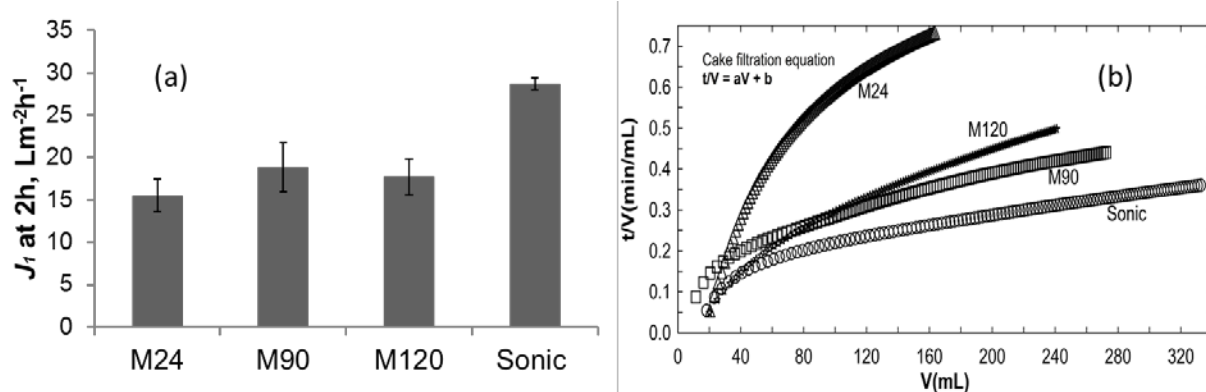 (a)
J₁ at 2h, Lm⁻²h⁻¹
35
30
25
20
15
10
5
0
M24 M90 M120 Sonic
(b)
Cake filtration equation
t/V = aV + b
M24
M120
M90
Sonic
t/V(min/mL)
0.7
0.6
0.5
0.4
0.3
0.2
0.1
0.0
0 40 80 120 160 200 240 280 320
V(mL)